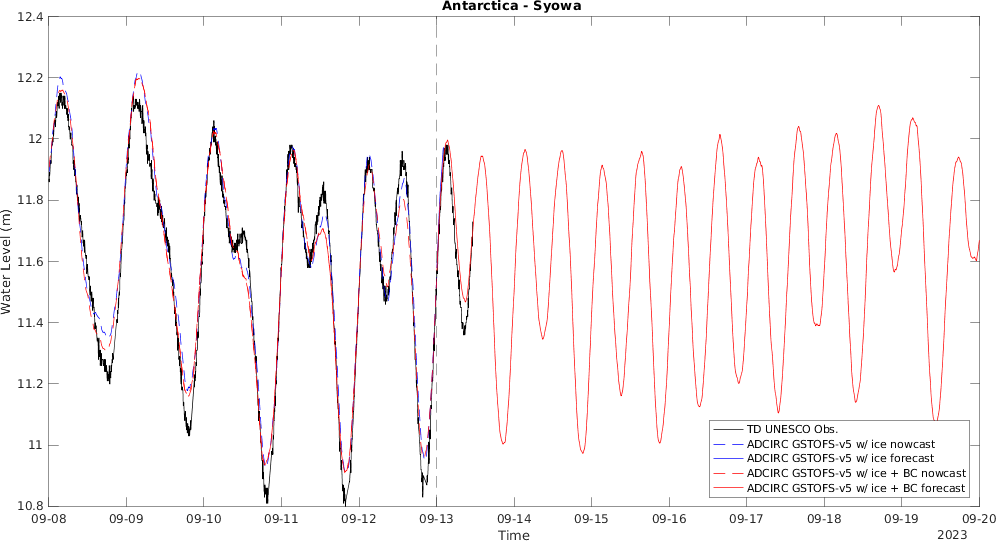 Antarctica - Syowa
12.4
12.2
12
11.8
11.6
11.4
11.2
11
10.8
Water Level (m)
TD UNESCO Obs.
ADCIRC GSTOFS-v5 w/ ice nowcast
ADCIRC GSTOFS-v5 w/ ice forecast
ADCIRC GSTOFS-v5 w/ ice + BC nowcast
ADCIRC GSTOFS-v5 w/ ice + BC forecast
09-08 09-09 09-10 09-11 09-12 09-13 09-14 09-15 09-16 09-17 09-18 09-19 09-20
Time
2023